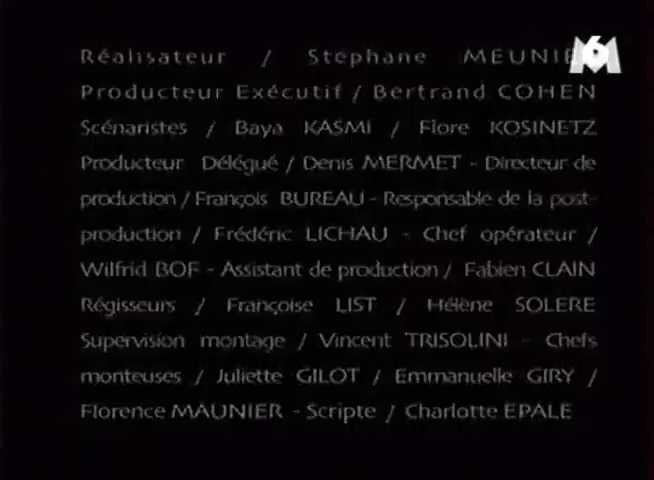 Réalisateur / Stéphane MEUNIE
M6
Producteur Exécutif / Bertrand COHEN
Scénaristes / Baya KASMI / Flore KOSINETZ
Producteur Délégué / Denis MERMET - Directeur de
production / François BUREAU - Responsable de la post-
production / Frédéric LICHAU - Chef opérateur /
Wilfrid BOF - Assistant de production / Fabien CLAIN
Régisseurs / Françoise LIST / Hélène SOLERE
Supervision montage / Vincent TRISOLINI - Chefs
monteuses / Juliette GILOT / Emmanuelle GIRY /
Florence MAUNIER - Scripte / Charlotte EPALE